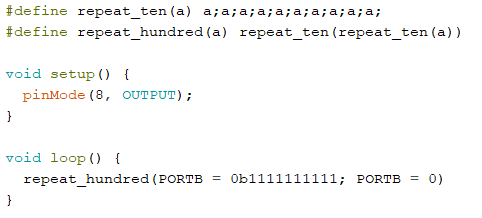 #define repeat_ten(a) a;a;a;a;a;a;a;a;a;a;
#define repeat_hundred(a) repeat_ten(repeat_ten(a))
void setup() {
pinMode(8, OUTPUT);
}
void loop() {
repeat_hundred(PORTB = 0b1111111111; PORTB = 0)
}